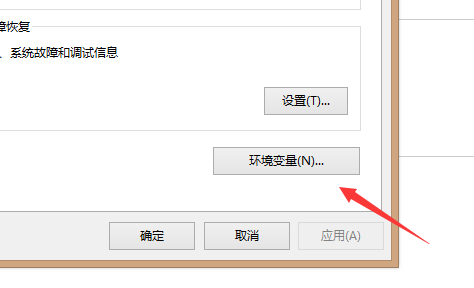 障恢复
、系统故障和调试信息
设置(T)...
环境变量(N)...
确定
取消
应用(A)